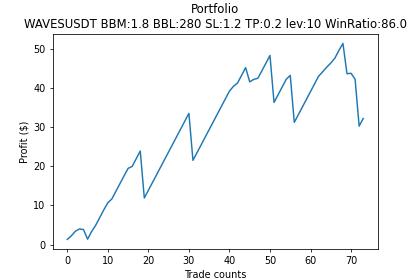 Portfolio
WAVESUSDT BBM:1.8 BBL:280 SL:1.2 TP:0.2 lev:10 WinRatio:86.0
50
40
30
20
10
0
Profit ($)
0 10 20 30 40 50 60 70
Trade counts